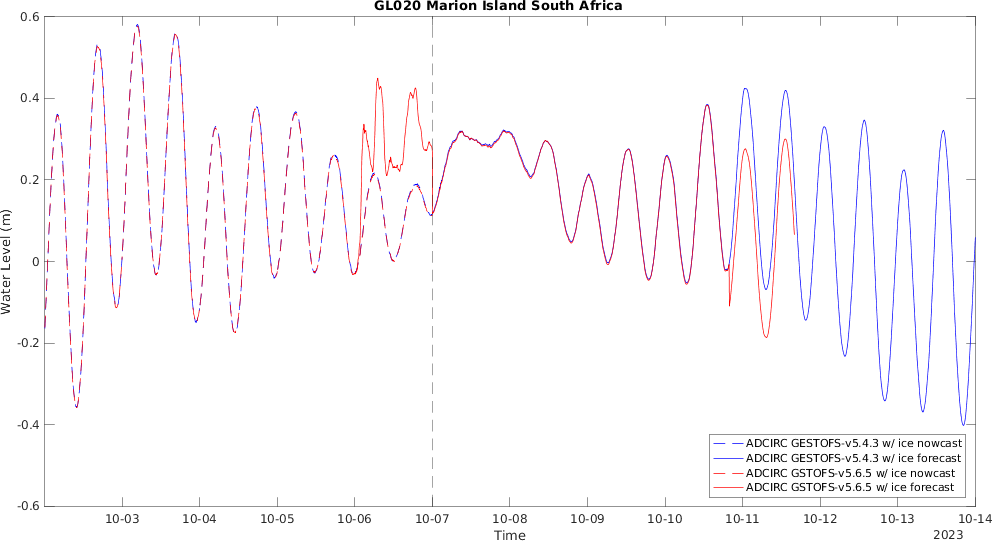 GL020 Marion Island South Africa
0.6
0.4
0.2
0
-0.2
-0.4
-0.6
Water Level (m)
ADCIRC GESTOFS-v5.4.3 w/ ice nowcast
ADCIRC GESTOFS-v5.4.3 w/ ice forecast
ADCIRC GSTOFS-v5.6.5 w/ ice nowcast
ADCIRC GSTOFS-v5.6.5 w/ ice forecast
10-03 10-04 10-05 10-06 10-07 10-08 10-09 10-10 10-11 10-12 10-13 10-14
Time
2023